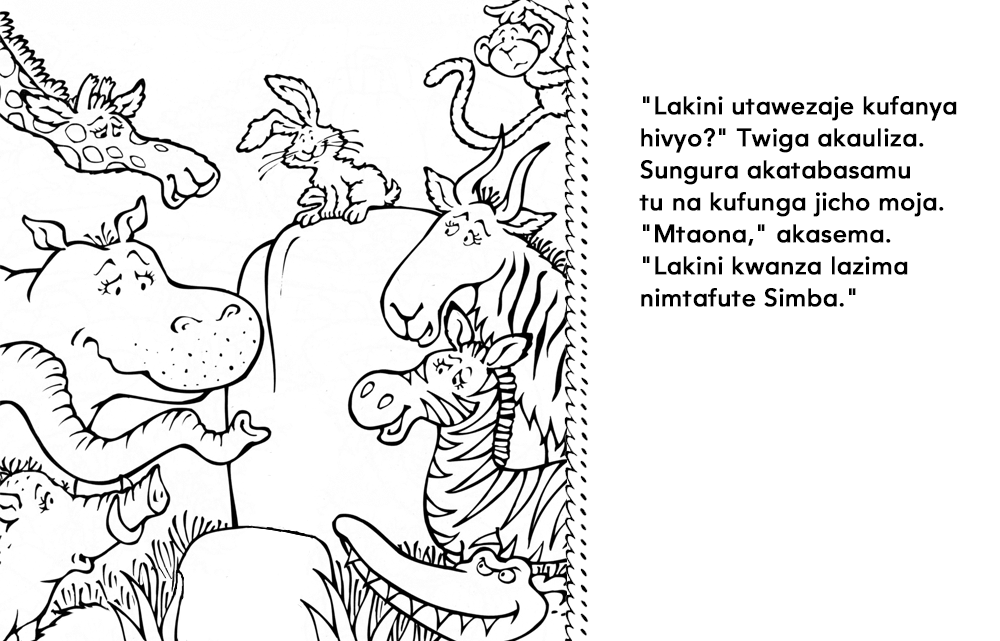 "Lakini utawezaje kufanya
hivyo?" Twiga akauliza.
Sungura akatabasamu
tu na kufunga jicho moja.
"Mtaona," akasema.
"Lakini kwanza lazima
nimtafute Simba."